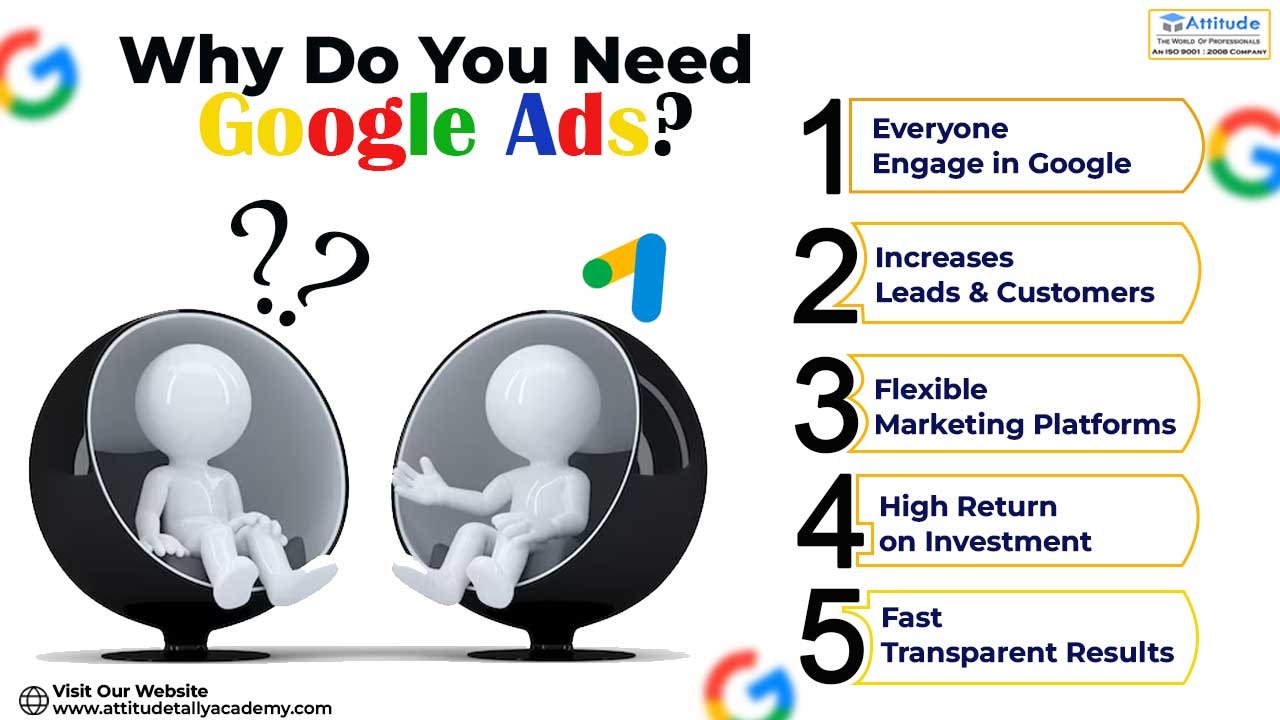 Why Do You Need
Google Ads?
Attitude
The World Of Professionals
An ISO 9001 : 2008 Company
??
1
Everyone
Engage in Google
2
Increases
Leads & Customers
3
Flexible
Marketing Platforms
4
High Return
on Investment
5
Fast
Transparent Results
Visit Our Website
www.attitudetallyacademy.com